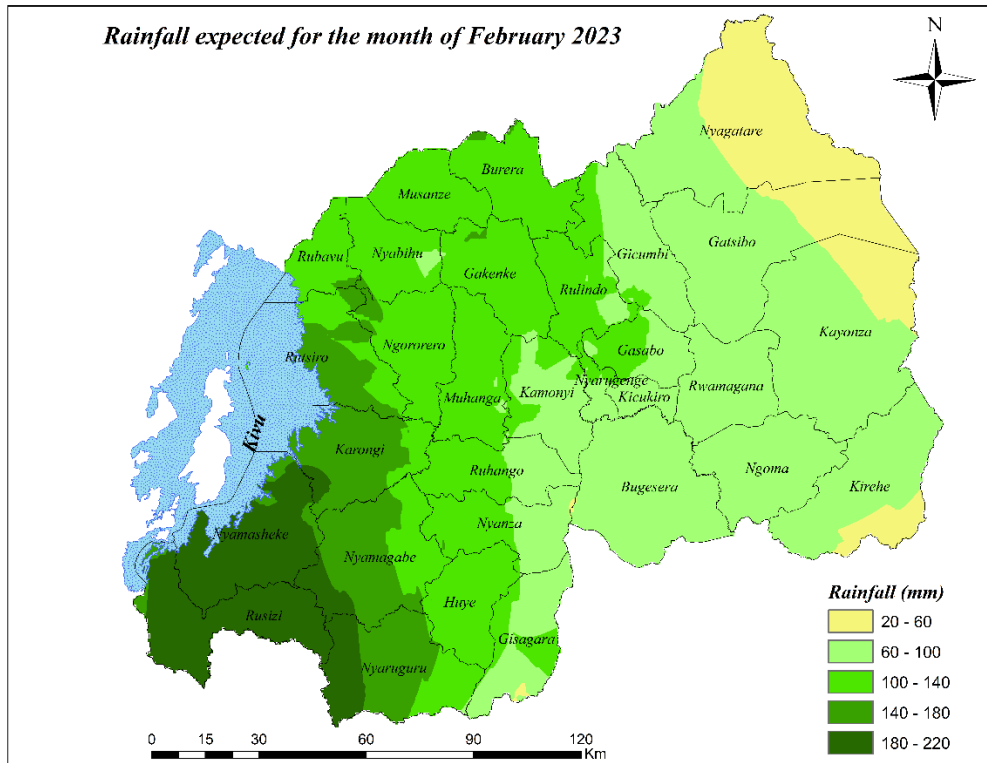 Rainfall expected for the month of February 2023
N
Nyagatare
Burera
Musanze
Rubavu
Nyabihu
Gakenke
Rulindo
Gicumbi
Gatsibo
Kayonza
Rutsiro
Ngororero
Gasabo
Nyarugenge
Kicukiro
Rwamagana
Muhanga
Kamonyi
Kivu
Karongi
Ruhango
Bugesera
Ngoma
Kirehe
Nyamasheke
Nyamagabe
Nyanza
Rusizi
Huye
Gisagara
Nyaruguru
Rainfall (mm)
20 - 60
60 - 100
100 - 140
140 - 180
180 - 220
0 15 30 60 90 120
Km